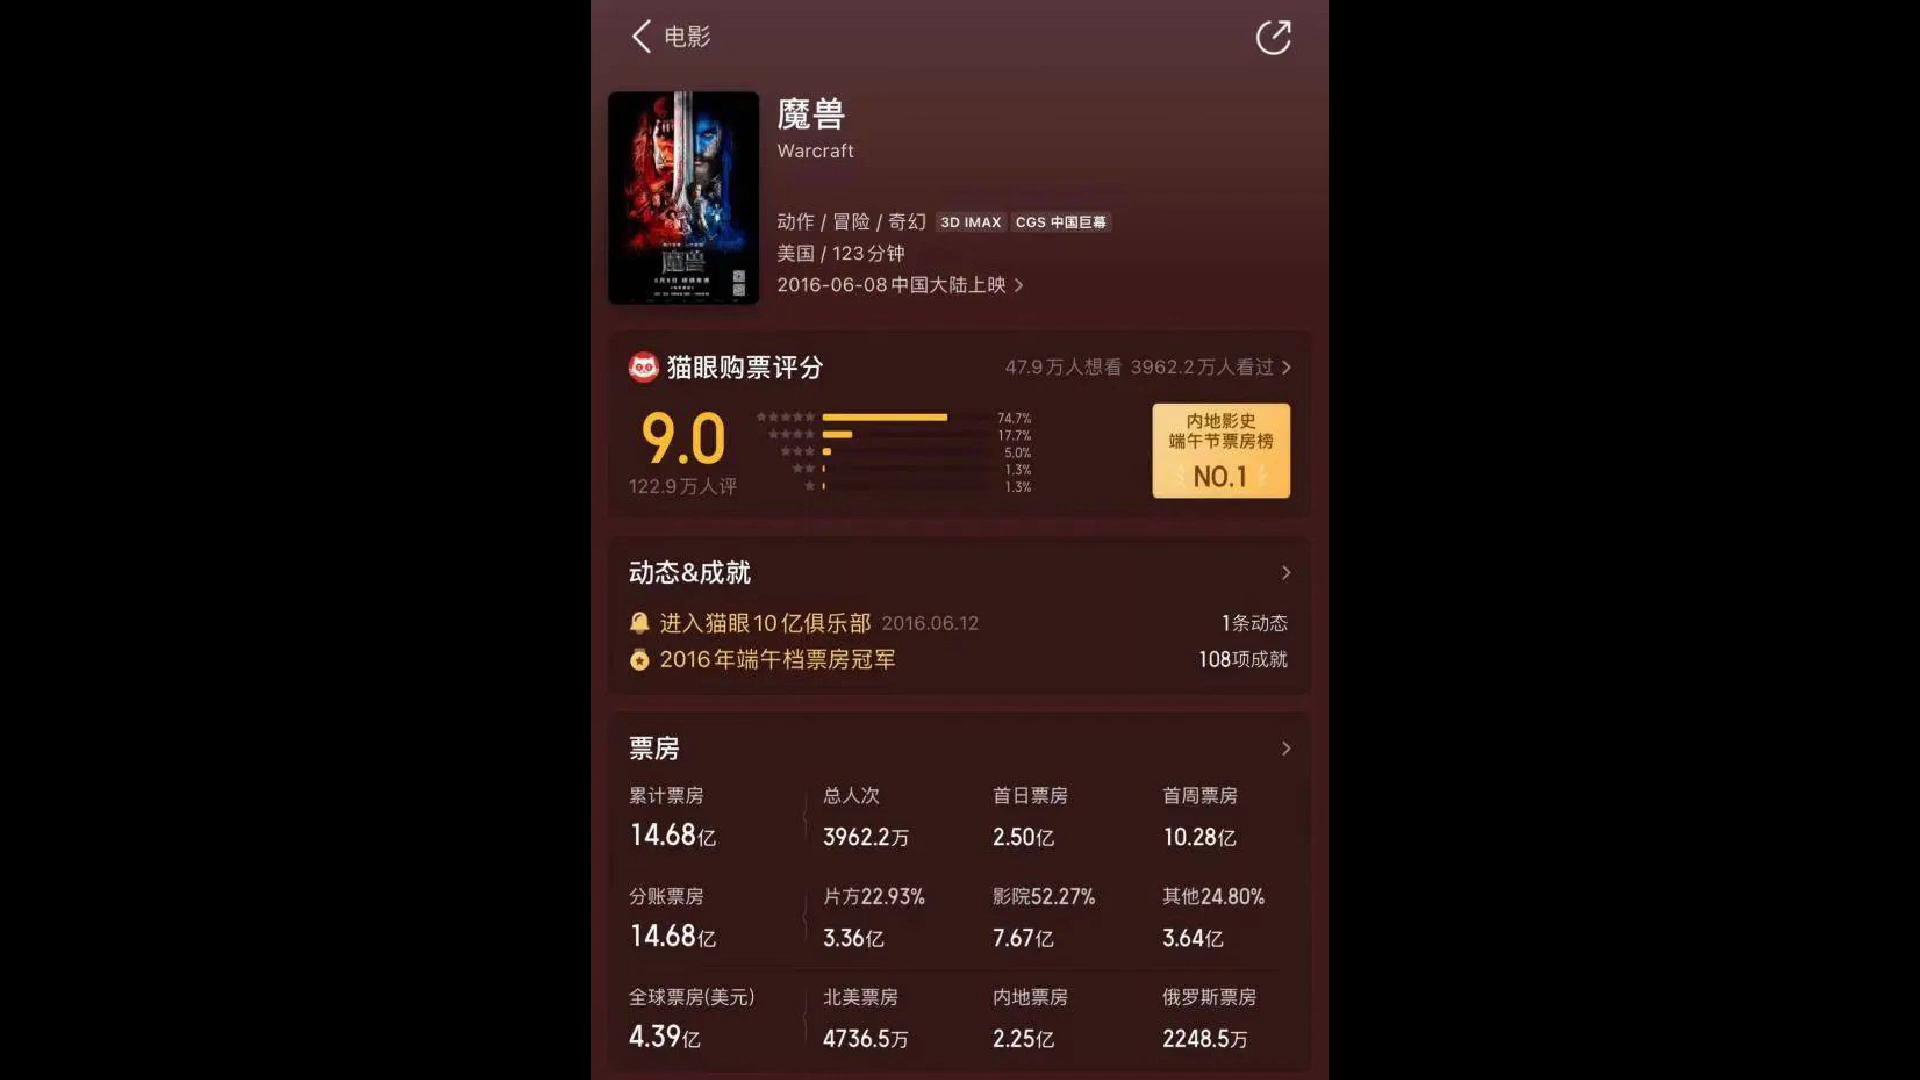 电影
魔兽
Warcraft
动作 / 冒险 / 奇幻 3D IMAX CGS 中国巨幕
美国 / 123分钟
2016-06-08中国大陆上映
魔兽
猫眼购票评分
47.9万人想看 3962.2万人看过
9.0
122.9万人评
74.7%
17.7%
5.0%
1.3%
1.3%
内地影史
端午节票房榜
NO.1
动态&成就
进入猫眼10亿俱乐部 2016.06.12 1条动态
2016年端午档票房冠军 108项成就
票房
累计票房 总人次 首日票房 首周票房
14.68亿 3962.2万 2.50亿 10.28亿
分账票房 片方22.93% 影院52.27% 其他24.80%
14.68亿 3.36亿 7.67亿 3.64亿
全球票房(美元) 北美票房 内地票房 俄罗斯票房
4.39亿 4736.5万 2.25亿 2248.5万